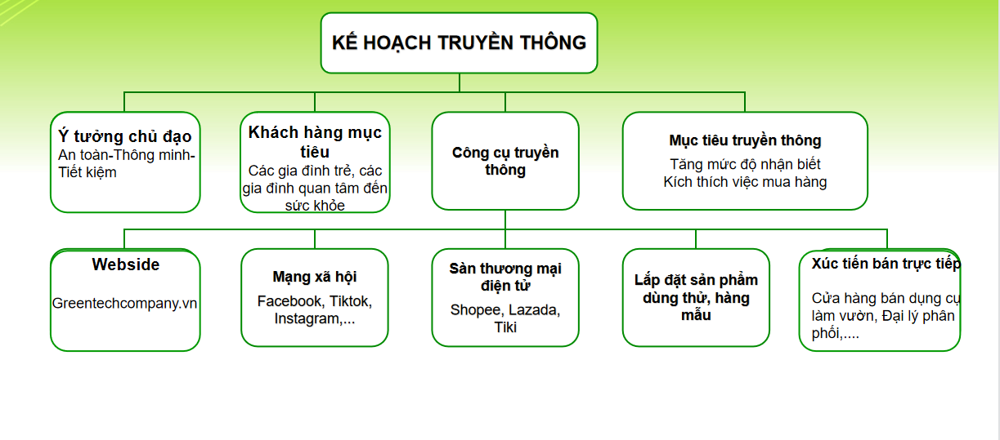 KẾ HOẠCH TRUYỀN THÔNG
Ý tưởng chủ đạo
An toàn-Thông minh-
Tiết kiệm
Khách hàng mục
tiêu
Các gia đình trẻ, các
gia đình quan tâm đến
sức khỏe
Công cụ truyền
thông
Mục tiêu truyền thông
Tăng mức độ nhận biết
Kích thích việc mua hàng
Webside
Greentechcompany.vn
Mạng xã hội
Facebook, Tiktok,
Instagram,...
Sàn thương mại
điện tử
Shopee, Lazada,
Tiki
Lắp đặt sản phẩm
dùng thử, hàng
mẫu
Xúc tiến bán trực tiếp
Cửa hàng bán dụng cụ
làm vườn, Đại lý phân
phối,....